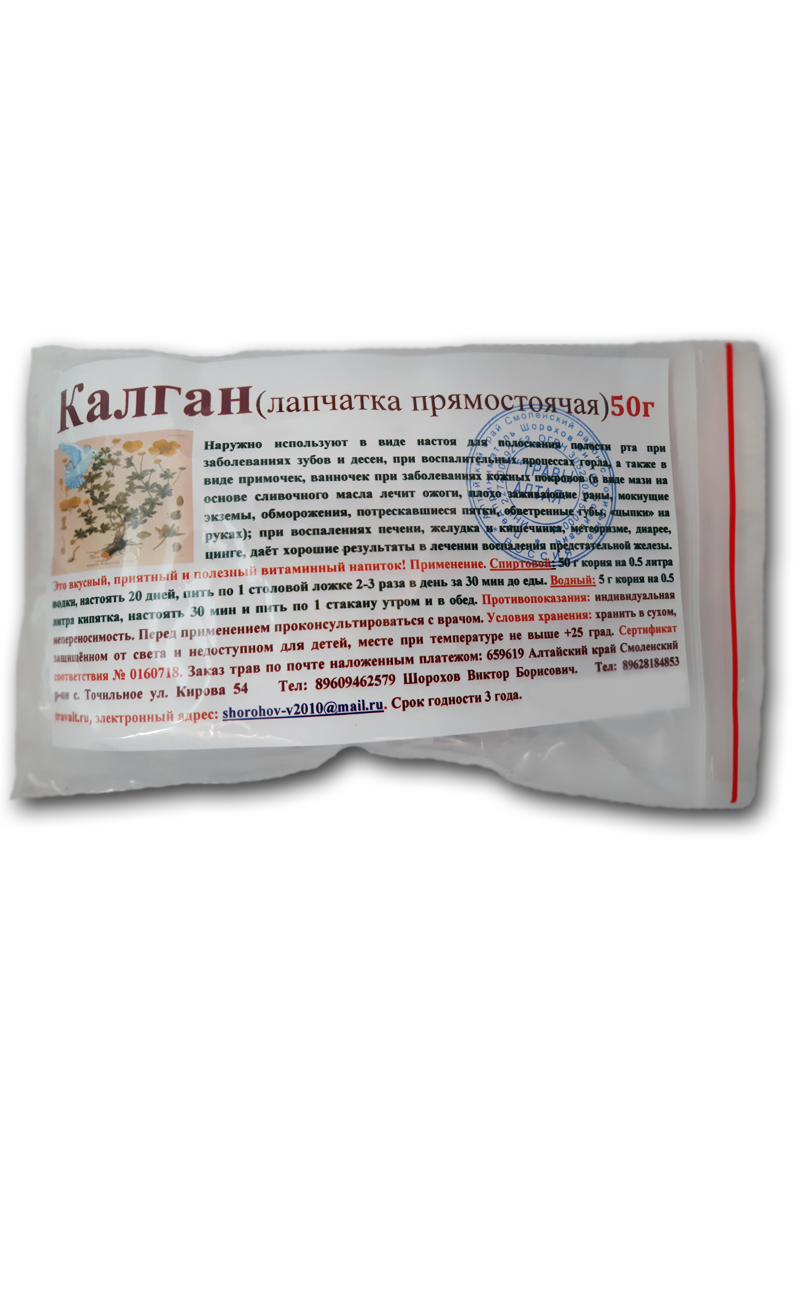 Калган(лапчатка прямостоячая)50г
Наружно используют в виде настоя для полоскания полости рта при
заболеваниях зубов и десен, при воспалительных процессах горла, а также в
виде примочек, ванночек при заболеваниях кожных покровов (в виде мази на
основе сливочного масла лечит ожоги, плохо заживающие раны, мокнущие
экземы, обморожения, потрескавшиеся пятки, обветренные губы, «цыпки» на
руках); при воспалениях печени, желудка и кишечника, метеоризме, диарее,
цинге, даёт хорошие результаты в лечении воспаления предстательной железы.
Это вкусный, приятный и полезный витаминный напиток! Применение. Спиртовой: 50 г корня на 0.5 литра
водки, настоять 20 дней, пить по 1 столовой ложке 2-3 раза в день за 30 мин до еды. Водный: 5 г корня на 0.5
литра кипятка, настоять 30 мин и пить по 1 стакану утром и в обед. Противопоказания: индивидуальная
непереносимость. Перед применением проконсультироваться с врачом. Условия хранения: хранить в сухом,
защищённом от света и недоступном для детей, месте при температуре не выше +25 град. Сертификат
соответствия № 0160718. Заказ трав по почте наложенным платежом: 659619 Алтайский край Смоленский
р-он с. Точильное ул. Кирова 54 Тел: 89609462579 Шорохов Виктор Борисович. Тел: 89628184853
travalt.ru, электронный адрес: shorohov-v2010@mail.ru. Срок годности 3 года.
ТРАВЫ
АЛТАЯ